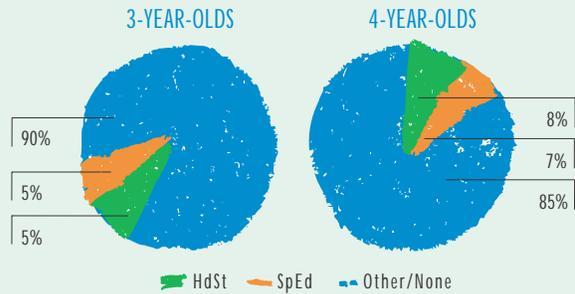 3-YEAR-OLDS
4-YEAR-OLDS
90%
5%
5%
8%
7%
85%
HdSt SpEd Other/None